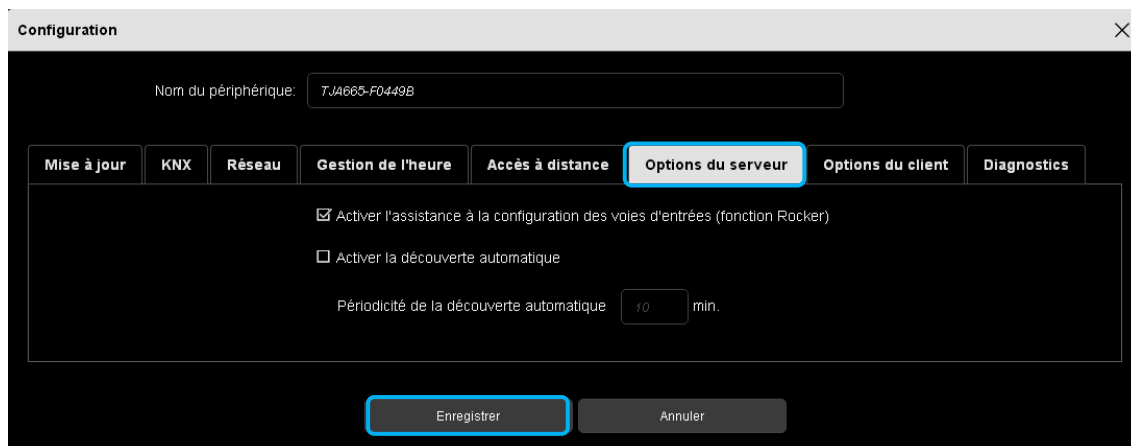 Configuration
Nom du périphérique: TJA665-F0449B
Mise à jour KNX Réseau Gestion de l'heure Accès à distance Options du serveur Options du client Diagnostics
Activer l'assistance à la configuration des voies d'entrées (fonction Rocker)
Activer la découverte automatique
Périodicité de la découverte automatique 10 min.
Enregistrer Annuler